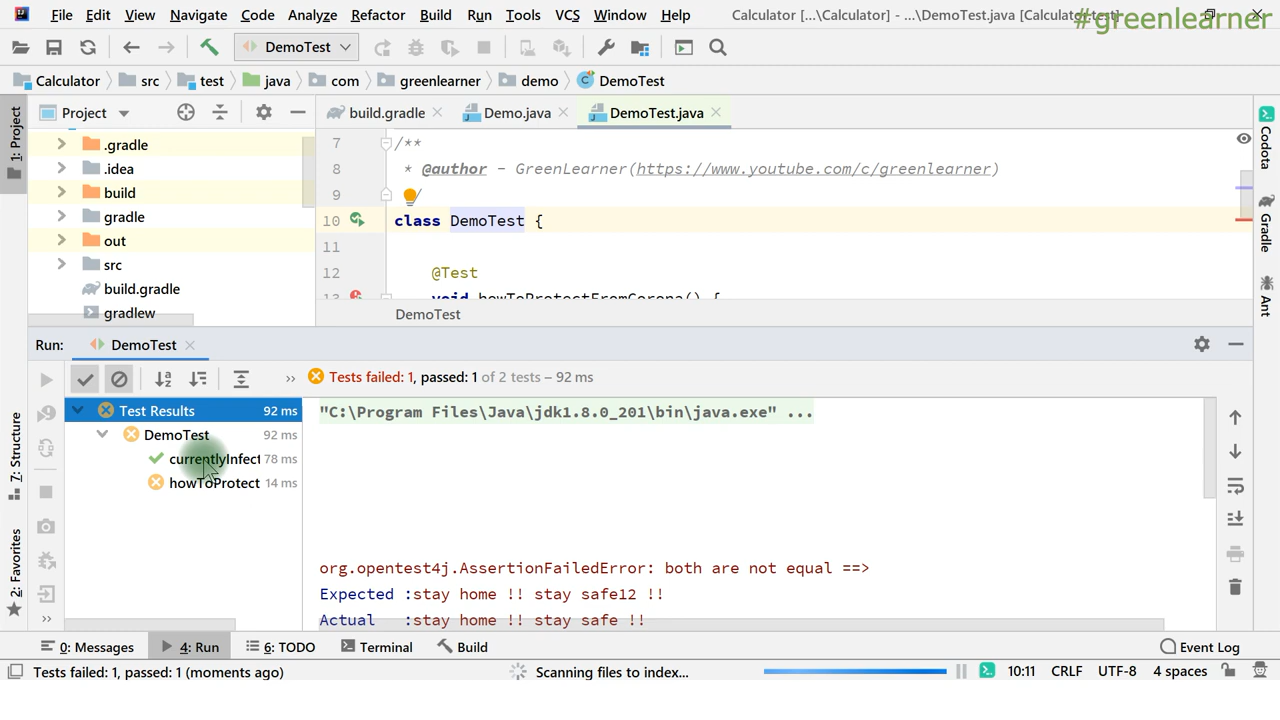 File Edit View Navigate Code Analyze Refactor Build Run Tools VCS Window Help Calculator [...\Calculator] - ...\DemoTest.java
#greenlearner
DemoTest
Calculator src test java com greenlearner demo DemoTest
1: Project
Project
build.gradle Demo.java DemoTest.java
.gradle
.idea
build
gradle
out
src
build.gradle
gradlew
7 /**
8 * @author - GreenLearner(https://www.youtube.com/c/greenlearner)
9 /
10 class DemoTest {
11
12 @Test
13 void howToProtectFromCorona() {
DemoTest
Codota
Gradle
Ant
Run: DemoTest
Tests failed: 1, passed: 1 of 2 tests – 92 ms
Test Results 92 ms
DemoTest 92 ms
currentlyInfect 78 ms
howToProtect 14 ms
"C:\Program Files\Java\jdk1.8.0_201\bin\java.exe" ...
org.opentest4j.AssertionFailedError: both are not equal ==>
Expected :stay home !! stay safe12 !!
Actual :stay home !! stay safe !!
7: Structure
2: Favorites
0: Messages 4: Run 6: TODO Terminal Build Event Log
Tests failed: 1, passed: 1 (moments ago) Scanning files to index... 10:11 CRLF UTF-8 4 spaces